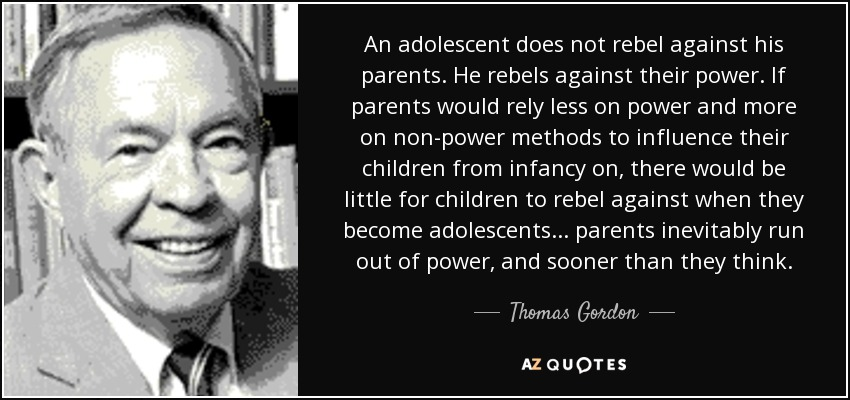 An adolescent does not rebel against his
parents. He rebels against their power. If
parents would rely less on power and more
on non-power methods to influence their
children from infancy on, there would be
little for children to rebel against when they
become adolescents... parents inevitably run
out of power, and sooner than they think.
Thomas Gordon
AZ QUOTES